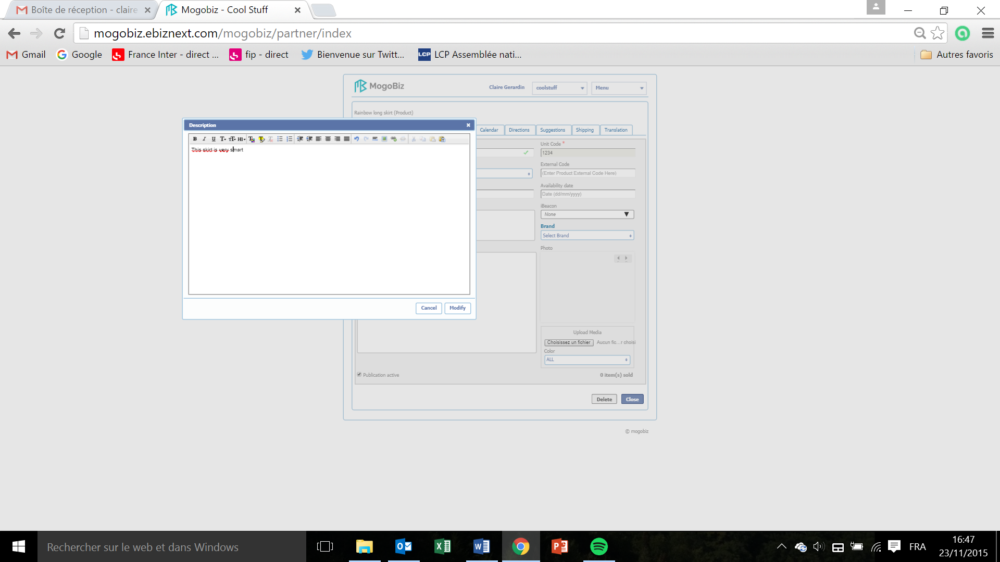 Boîte de réception - claire
Mogobiz - Cool Stuff
mogobiz.ebiznext.com/mogobiz/partner/index
Gmail
Google
France Inter - direct ...
fip - direct
Bienvenue sur Twitt...
LCP
LCP Assemblée nati...
Autres favoris
MogoBiz
Claire Gerardin
coolstuff
Menu
Rainbow long skirt (Product)
Description
Calendar
Directions
Suggestions
Shipping
Translation
This skirt is very smart
Unit Code *
1234
External Code
(Enter Product External Code Here)
Availability date
Date (dd/mm/yyyy)
iBeacon
None
Brand
Select Brand
Photo
Cancel
Modify
Upload Media
Choisissez un fichier
Aucun fic...r choisi
Color
ALL
Publication active
0 item(s) sold
Delete
Close
© mogobiz
Rechercher sur le web et dans Windows
FRA
16:47
23/11/2015